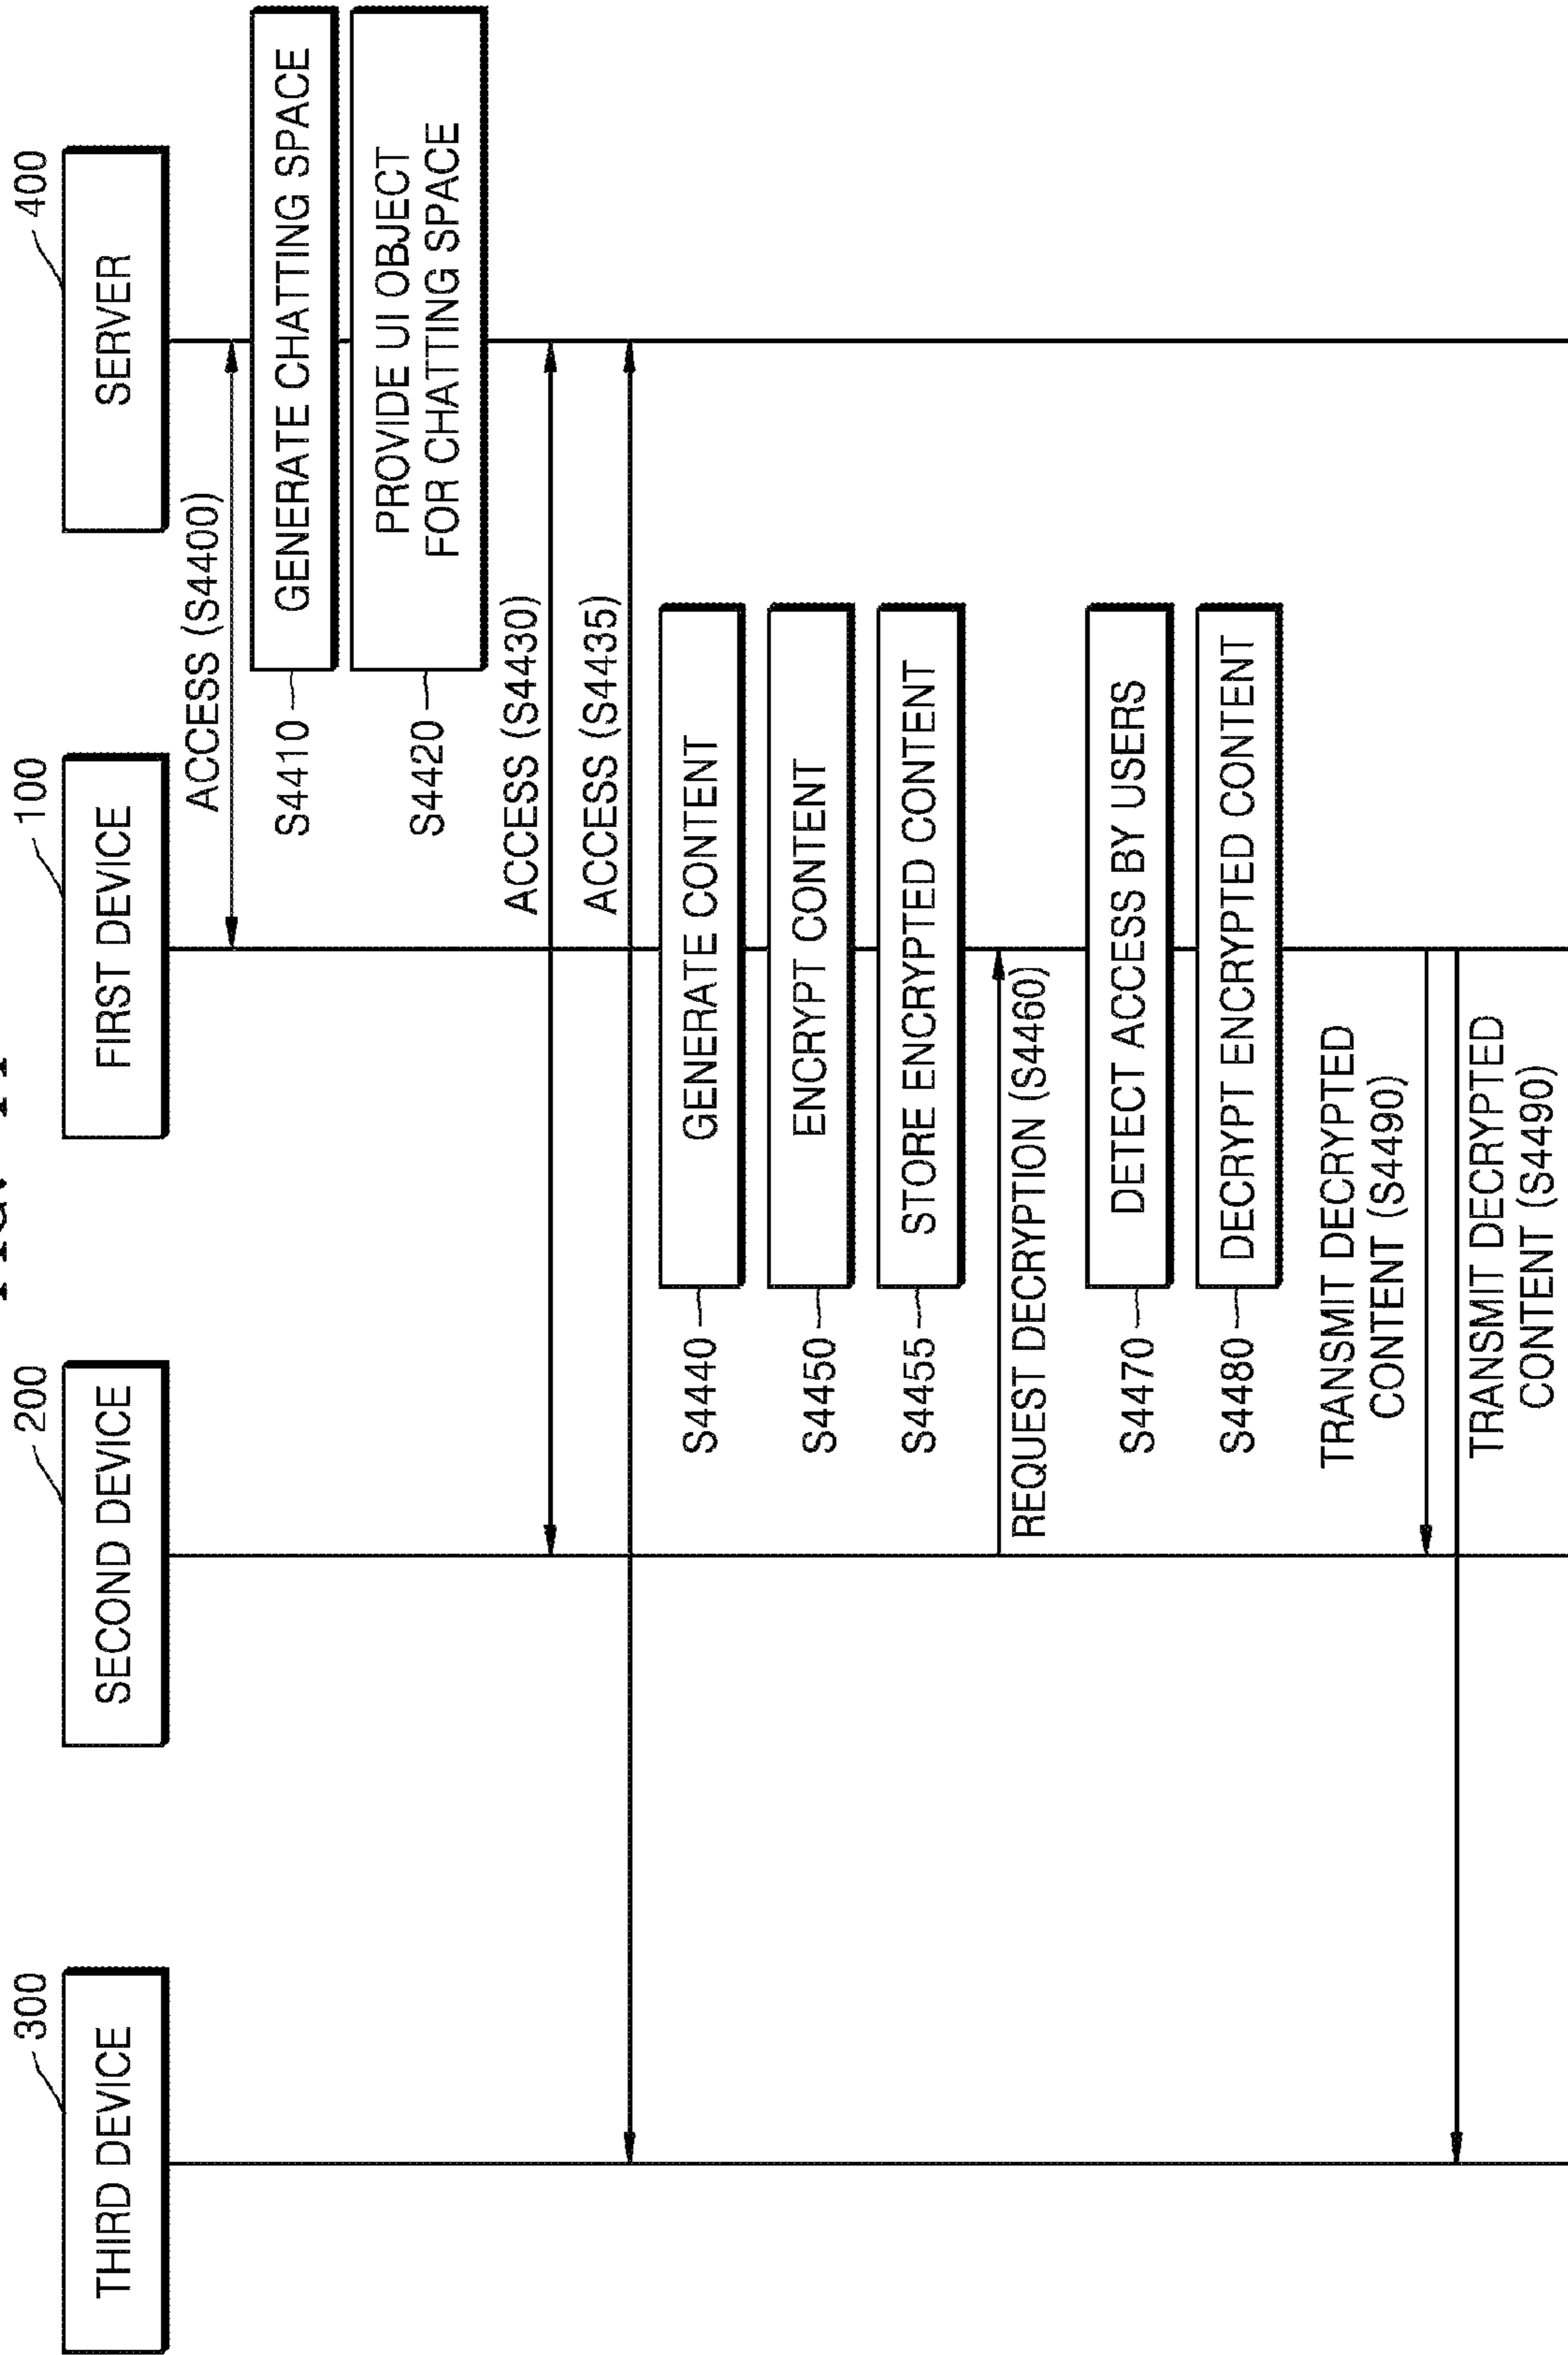 300
200
100
400
THIRD DEVICE
SECOND DEVICE
FIRST DEVICE
SERVER
ACCESS (S4400)
S4410
GENERATE CHATTING SPACE
S4420
PROVIDE UI OBJECT
FOR CHATTING SPACE
ACCESS (S4430)
ACCESS (S4435)
S4440
GENERATE CONTENT
S4450
ENCRYPT CONTENT
S4455
STORE ENCRYPTED CONTENT
REQUEST DECRYPTION (S4460)
S4470
DETECT ACCESS BY USERS
S4480
DECRYPT ENCRYPTED CONTENT
TRANSMIT DECRYPTED
CONTENT (S4490)
TRANSMIT DECRYPTED
CONTENT (S4490)